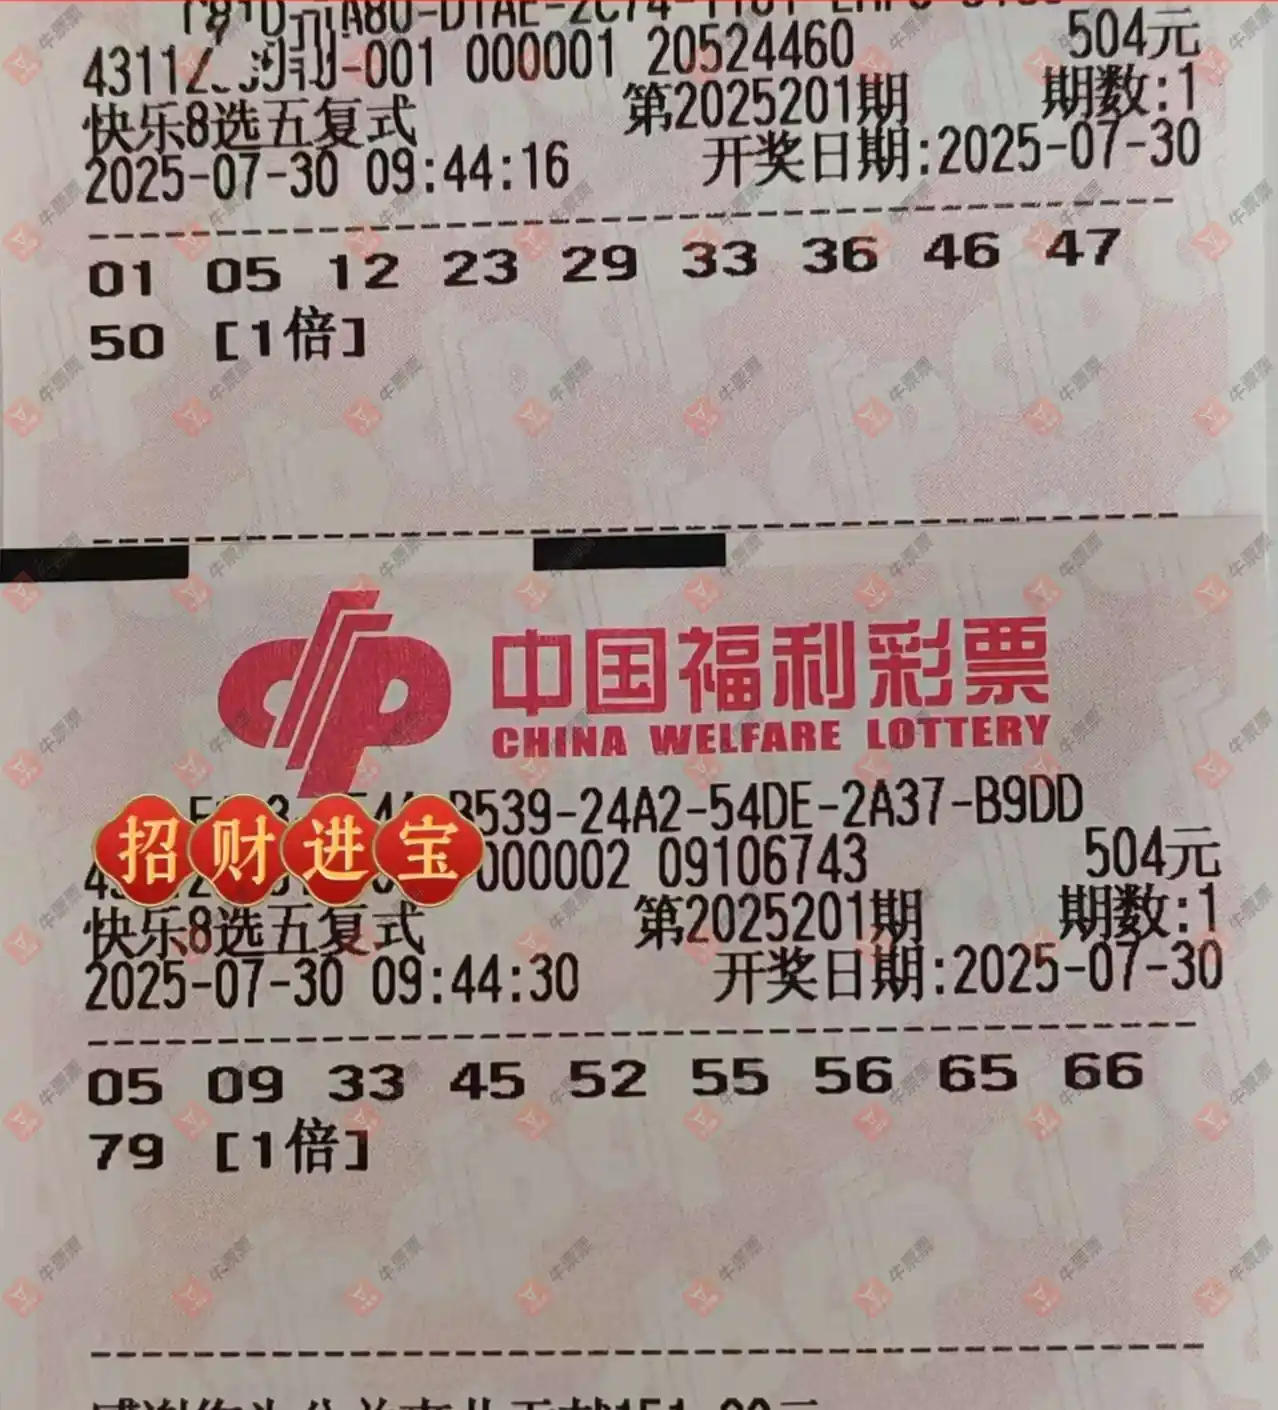 000001 20524460 504元
快乐8选五复式 第2025201期 期数:1
2025-07-30 09:44:16 开奖日期:2025-07-30
01 05 12 23 29 33 36 46 47
50 [1倍]
中国福利彩票
CHINA WELFARE LOTTERY
B539-24A2-54DE-2A37-B9DD
招财进宝
000002 09106743 504元
快乐8选五复式 第2025201期 期数:1
2025-07-30 09:44:30 开奖日期:2025-07-30
05 09 33 45 52 55 56 65 66
79 [1倍]
牛票票